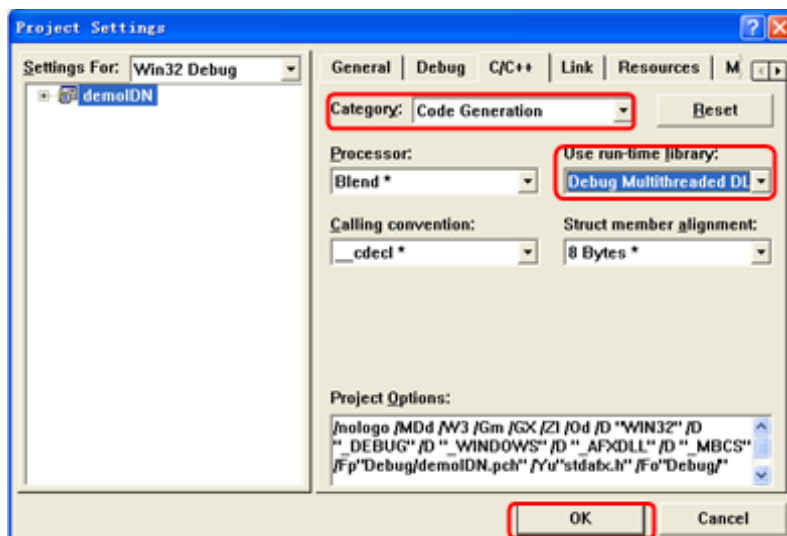 Project Settings
Settings For: Win32 Debug
demoIDN
General Debug C/C++ Link Resources M
Category: Code Generation
Reset
Processor:
Use run-time library:
Blend *
Debug Multithreaded DL
Calling convention:
Struct member alignment:
__cdecl *
8 Bytes *
Project Options:
/nologo /MDd /W3 /Gm /GX /ZI /Od /D "WIN32" /D
"_DEBUG" /D "_WINDOWS" /D "_AFXDLL" /D "_MBCS"
/Fp"Debug/demoIDN.pch" /Yu"stdafx.h" /Fo"Debug/"
OK
Cancel